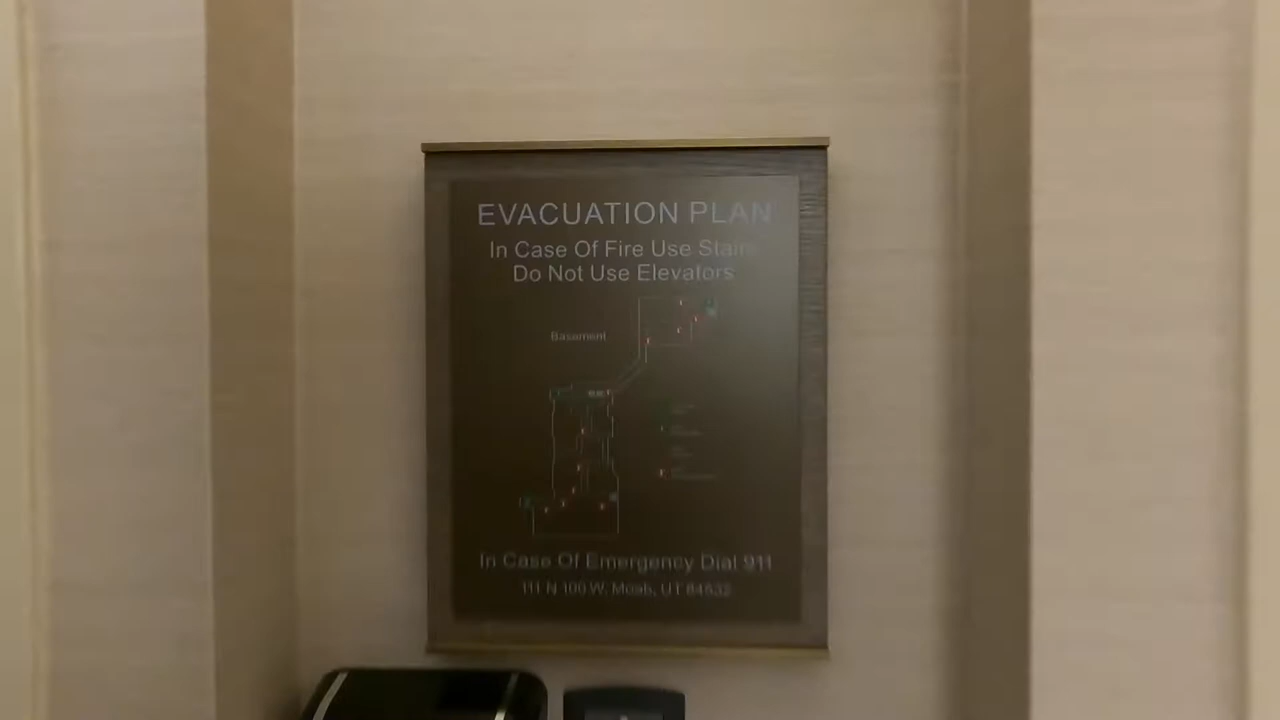 EVACUATION PLAN
In Case Of Fire Use Stairs
Do Not Use Elevators
Basement
In Case Of Emergency Dial 911
111 N 100 W, Moab, UT 84532